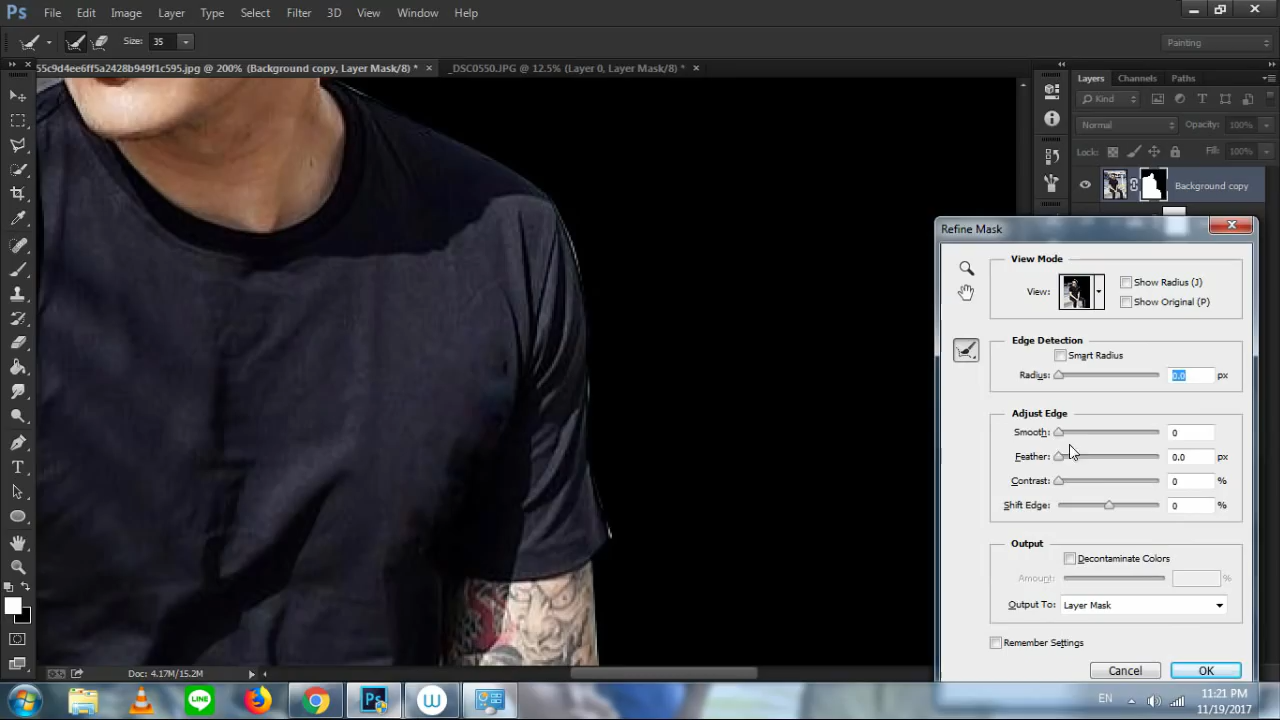 Ps File Edit Image Layer Type Select Filter 3D View Window Help
Size: 35 Painting
55c9d4ee6ff5a2428b949f1c595.jpg @ 200% (Background copy, Layer Mask/8) * × _DSC0550.JPG @ 12.5% (Layer 0, Layer Mask/8) * ×
Layers Channels Paths
Kind
Normal Opacity: 100%
Lock: Fill: 100%
Background copy
Refine Mask
View Mode
View: Show Radius (J)
Show Original (P)
Edge Detection
Smart Radius
Radius: 0.0 px
Adjust Edge
Smooth: 0
Feather: 0.0 px
Contrast: 0 %
Shift Edge: 0 %
Output
Decontaminate Colors
Amount: %
Output To: Layer Mask
Remember Settings
Cancel OK
Doc: 4.17M/15.2M
LINE Ps W EN 11:21 PM
11/19/2017